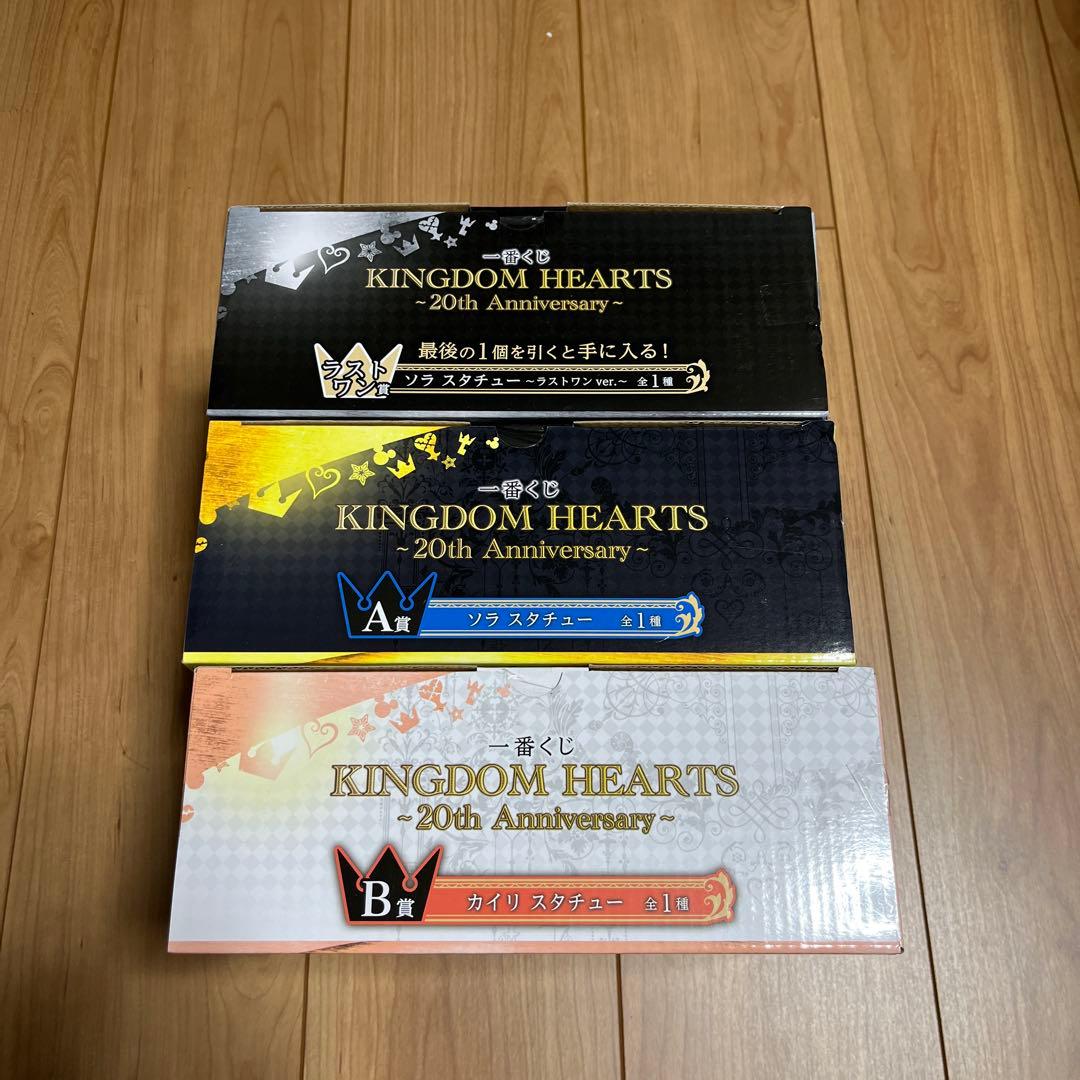 一番くじ
KINGDOM HEARTS
~20th Anniversary~
最後の1個を引くと手に入る！
ラスト
ワン賞
ソラ スタチュー ~ラストワン ver.~ 全1種
一番くじ
KINGDOM HEARTS
~20th Anniversary~
A賞 ソラ スタチュー 全1種
一番くじ
KINGDOM HEARTS
~20th Anniversary~
B賞 カイリ スタチュー 全1種